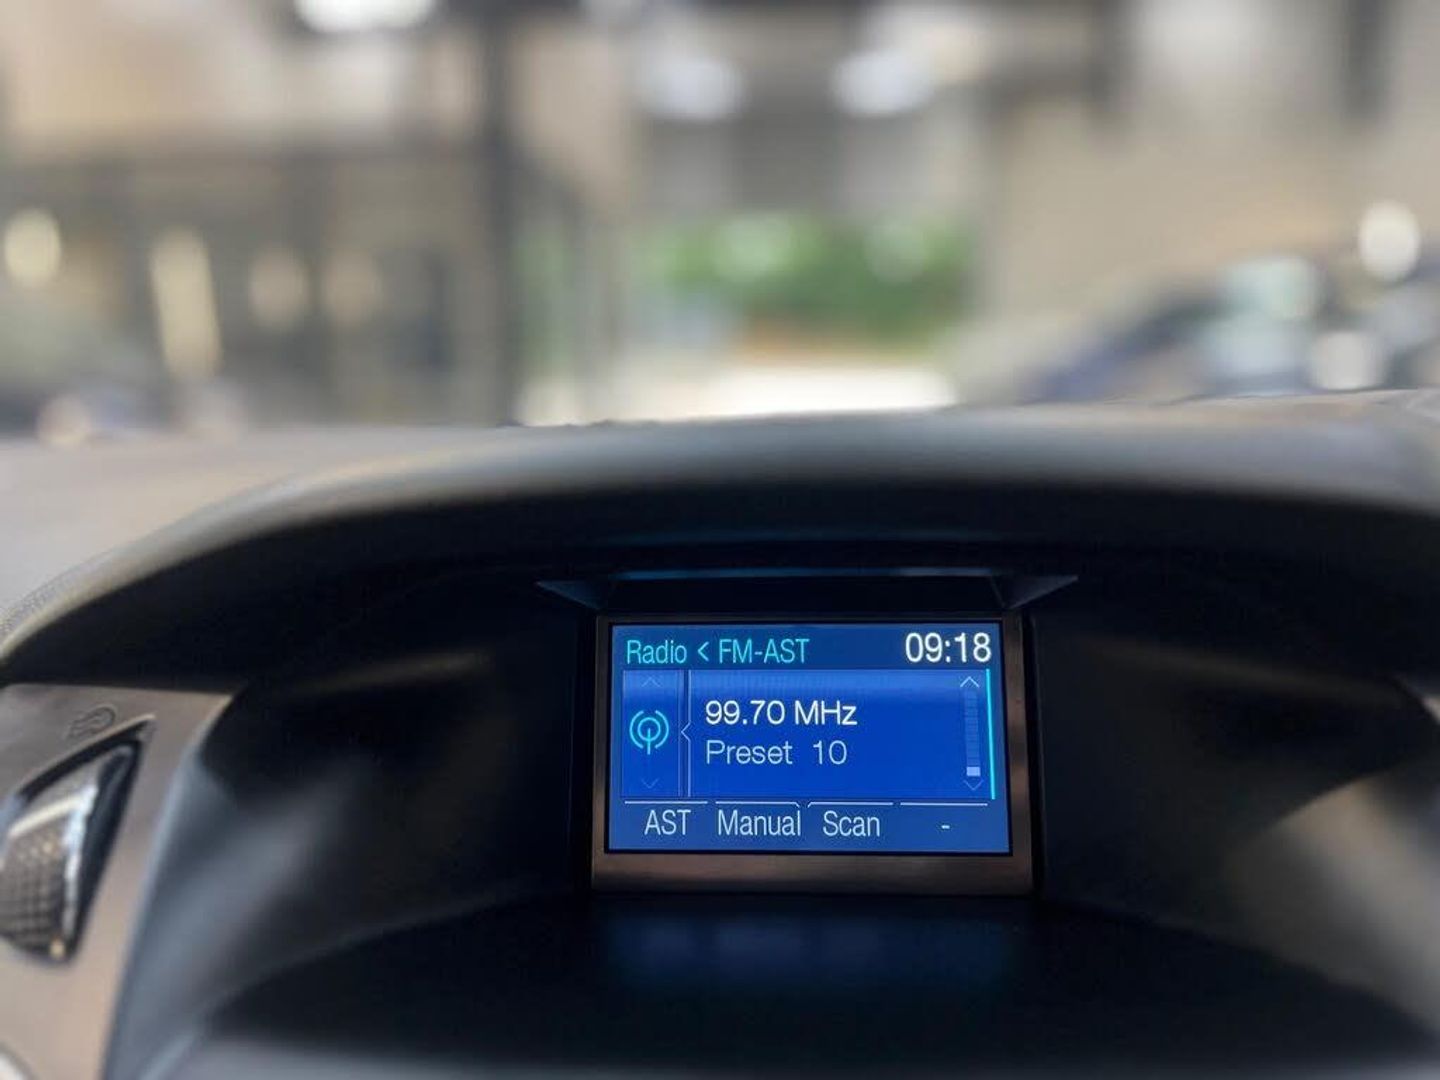 Radio < FM-AST 09:18
99.70 MHz
Preset 10
AST Manual Scan -